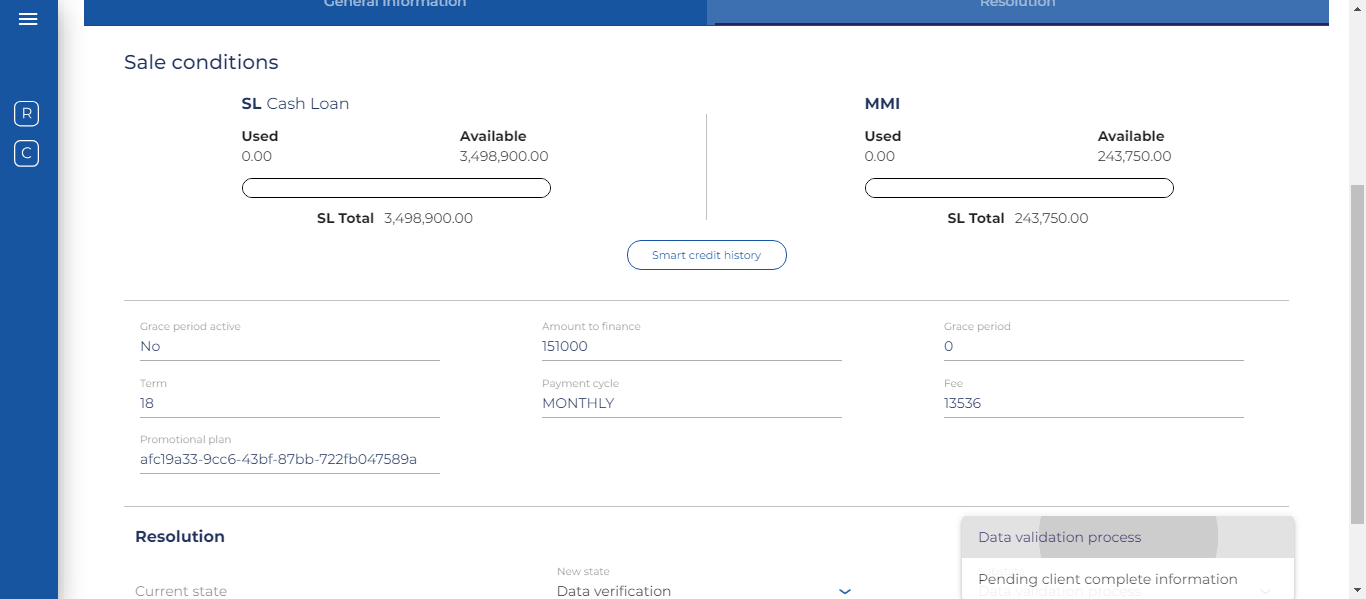 General Information
Resolution
R
C
Sale conditions
SL Cash Loan
Used
Available
0.00
3,498,900.00
SL Total 3,498,900.00
MMI
Used
Available
0.00
243,750.00
SL Total 243,750.00
Smart credit history
Grace period active
No
Amount to finance
151000
Grace period
0
Term
18
Payment cycle
MONTHLY
Fee
13536
Promotional plan
afc19a33-9cc6-43bf-87bb-722fb047589a
Resolution
Current state
New state
Data verification
Data validation process
Pending client complete information
Data validation process